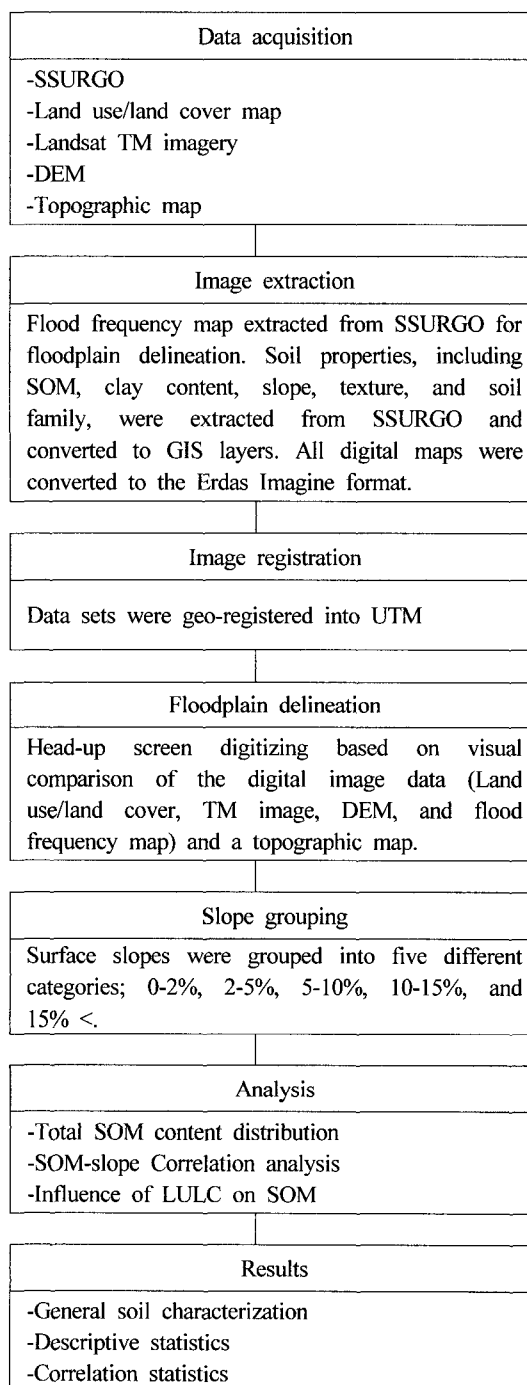 Data acquisition
-SSURGO
-Land use/land cover map
-Landsat TM imagery
-DEM
-Topographic map
Image extraction
Flood frequency map extracted from SSURGO for
floodplain delineation. Soil properties, including
SOM, clay content, slope, texture, and soil
family, were extracted from SSURGO and
converted to GIS layers. All digital maps were
converted to the Erdas Imagine format.
Image registration
Data sets were geo-registered into UTM
Floodplain delineation
Head-up screen digitizing based on visual
comparison of the digital image data (Land
use/land cover, TM image, DEM, and flood
frequency map) and a topographic map.
Slope grouping
Surface slopes were grouped into five different
categories; 0-2%, 2-5%, 5-10%, 10-15%, and
15% <.
Analysis
-Total SOM content distribution
-SOM-slope Correlation analysis
-Influence of LULC on SOM
Results
-General soil characterization
-Descriptive statistics
-Correlation statistics